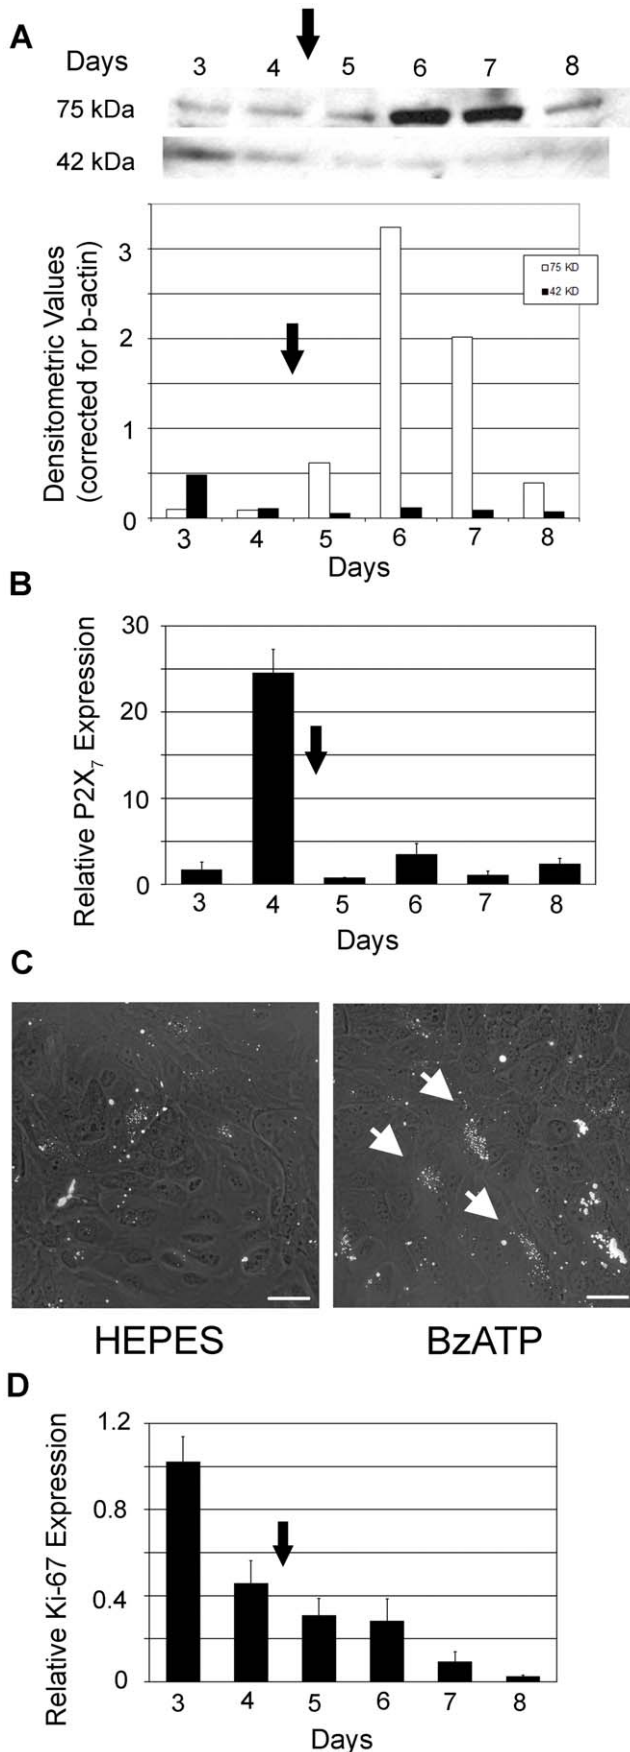 A
Days 3 4 5 6 7 8
75 kDa
42 kDa
Densitometric Values
(corrected for b-actin)
3
2
1
0
75 KD
42 KD
3 4 5 6 7 8
Days
B
Relative P2X₇ Expression
30
20
10
0
3 4 5 6 7 8
Days
C
HEPES
BzATP
D
Relative Ki-67 Expression
1.2
0.8
0.4
0
3 4 5 6 7 8
Days